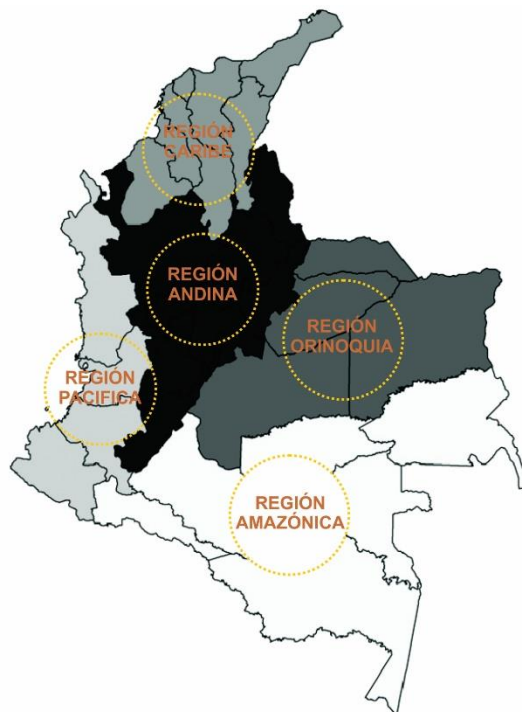 REGIÓN
CARIBE
REGIÓN
ANDINA
REGIÓN
ORINOQUIA
REGIÓN
PACIFICA
REGIÓN
AMAZÓNICA